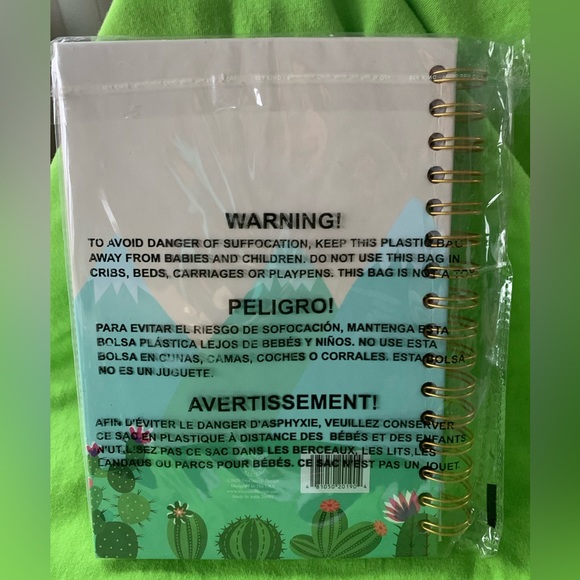 WARNING!
TO AVOID DANGER OF SUFFOCATION, KEEP THIS PLASTIC BAG
AWAY FROM BABIES AND CHILDREN. DO NOT USE THIS BAG IN
CRIBS, BEDS, CARRIAGES OR PLAYPENS. THIS BAG IS NOT A TOY.
PELIGRO!
PARA EVITAR EL RIESGO DE SOFOCACIÓN, MANTENGA ESTA
BOLSA PLÁSTICA LEJOS DE BEBÉS Y NIÑOS. NO USE ESTA
BOLSA EN CUNAS, CAMAS, COCHES O CORRALES. ESTA BOLSA
NO ES UN JUGUETE.
AVERTISSEMENT!
AFIN D'ÉVITER LE DANGER D'ASPHYXIE, VEUILLEZ CONSERVER
CE SAC EN PLASTIQUE À DISTANCE DES BÉBÉS ET DES ENFANTS
N'UTILISEZ PAS CE SAC DANS LES BERCEAUX, LES LITS, LES
LANDAUS OU PARCS POUR BÉBÉS. CE SAC N'EST PAS UN JOUET.